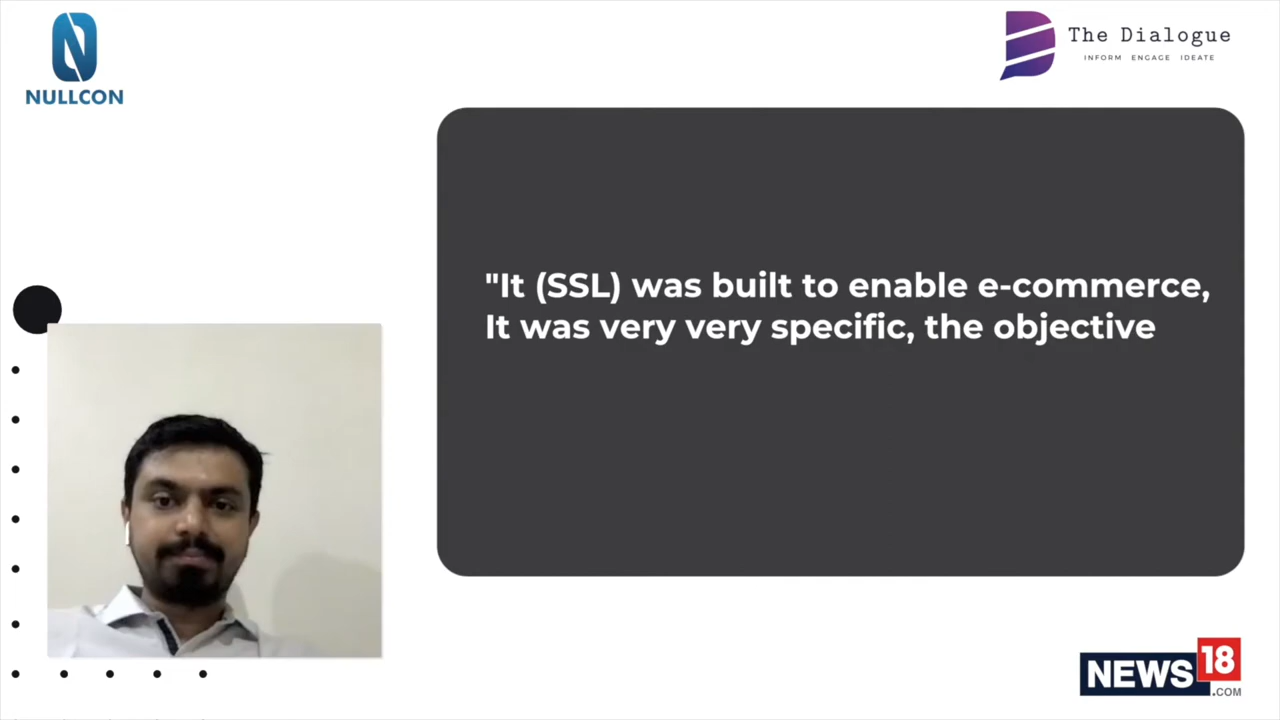 NULLCON
The Dialogue
INFORM ENGAGE IDEATE
"It (SSL) was built to enable e-commerce,
It was very very specific, the objective
NEWS18
.COM